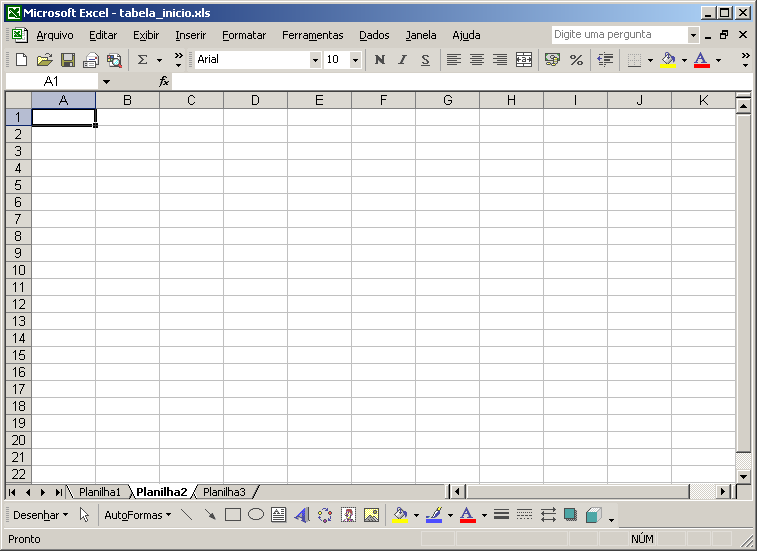 Microsoft Excel - tabela_inicio.xls
Arquivo Editar Exibir Inserir Formatar Ferramentas Dados Janela Ajuda Digite uma pergunta
Σ » Arial 10 N I S % A »
A1 fx
A B C D E F G H I J K
1
2
3
4
5
6
7
8
9
10
11
12
13
14
15
16
17
18
19
20
21
22
Planilha1 Planilha2 Planilha3
Desenhar AutoFormas A A
Pronto NÚM